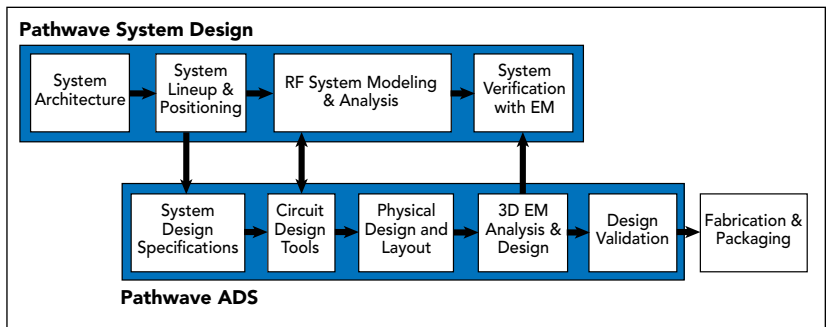 Pathwave System Design
System
Architecture
System
Lineup &
Positioning
RF System Modeling
& Analysis
System
Verification
with EM
System
Design
Specifications
Circuit
Design
Tools
Physical
Design and
Layout
3D EM
Analysis &
Design
Design
Validation
Fabrication &
Packaging
Pathwave ADS